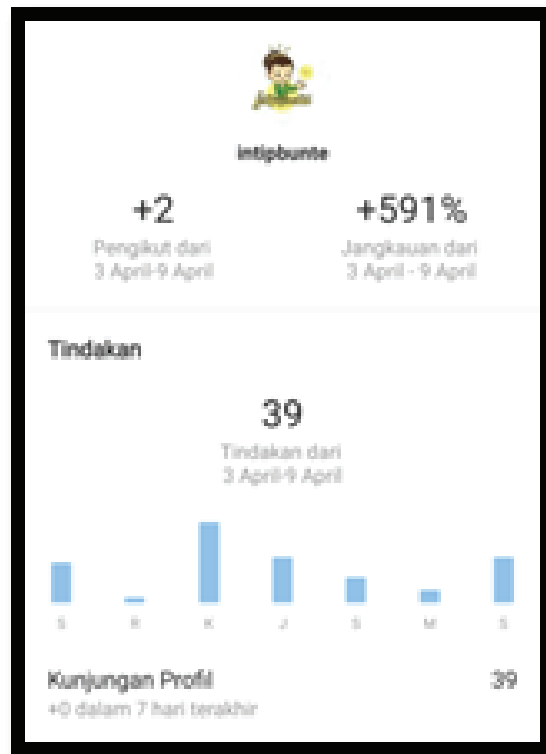 intipbunte
+2
+591%
Pengikut dari
3 April-9 April
Jangkauan dari
3 April - 9 April
Tindakan
39
Tindakan dari
3 April-9 April
S R K J S M S
Kunjungan Profil 39
+0 dalam 7 hari terakhir